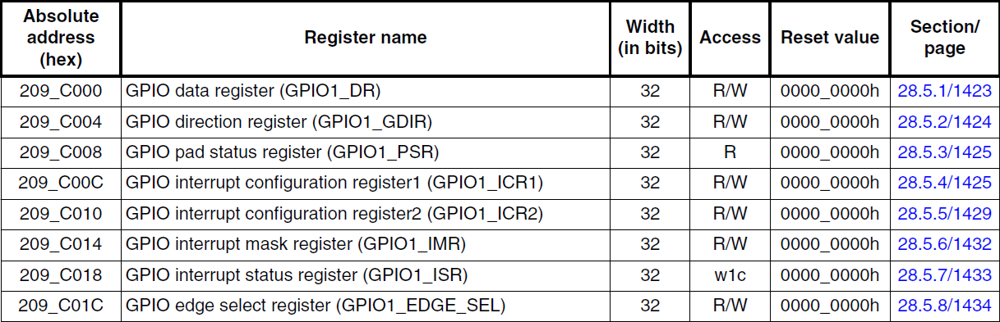 Absolute address (hex) Register name Width (in bits) Access Reset value Section/ page
209_C000 GPIO data register (GPIO1_DR) 32 R/W 0000_0000h 28.5.1/1423
209_C004 GPIO direction register (GPIO1_GDIR) 32 R/W 0000_0000h 28.5.2/1424
209_C008 GPIO pad status register (GPIO1_PSR) 32 R 0000_0000h 28.5.3/1425
209_C00C GPIO interrupt configuration register1 (GPIO1_ICR1) 32 R/W 0000_0000h 28.5.4/1425
209_C010 GPIO interrupt configuration register2 (GPIO1_ICR2) 32 R/W 0000_0000h 28.5.5/1429
209_C014 GPIO interrupt mask register (GPIO1_IMR) 32 R/W 0000_0000h 28.5.6/1432
209_C018 GPIO interrupt status register (GPIO1_ISR) 32 w1c 0000_0000h 28.5.7/1433
209_C01C GPIO edge select register (GPIO1_EDGE_SEL) 32 R/W 0000_0000h 28.5.8/1434